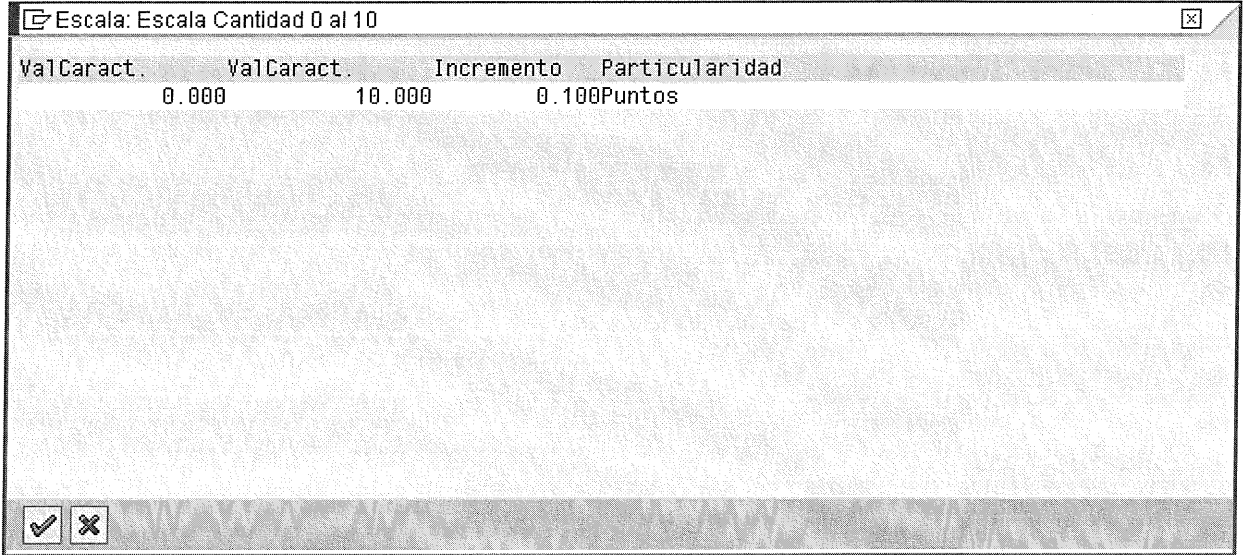 Escala: Escala Cantidad 0 al 10
ValCaract. ValCaract. Incremento Particularidad
0.000 10.000 0.100Puntos